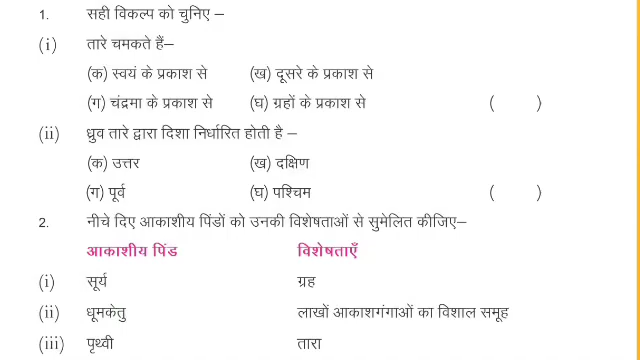 1. सही विकल्प को चुनिए –
(i) तारे चमकते हैं–
(क) स्वयं के प्रकाश से (ख) दूसरे के प्रकाश से
(ग) चंद्रमा के प्रकाश से (घ) ग्रहों के प्रकाश से ( )
(ii) ध्रुव तारे द्वारा दिशा निर्धारित होती है –
(क) उत्तर (ख) दक्षिण
(ग) पूर्व (घ) पश्चिम ( )
2. नीचे दिए आकाशीय पिंडों को उनकी विशेषताओं से सुमेलित कीजिए–
आकाशीय पिंड विशेषताएँ
(i) सूर्य ग्रह
(ii) धूमकेतु लाखों आकाशगंगाओं का विशाल समूह
(iii) पृथ्वी तारा